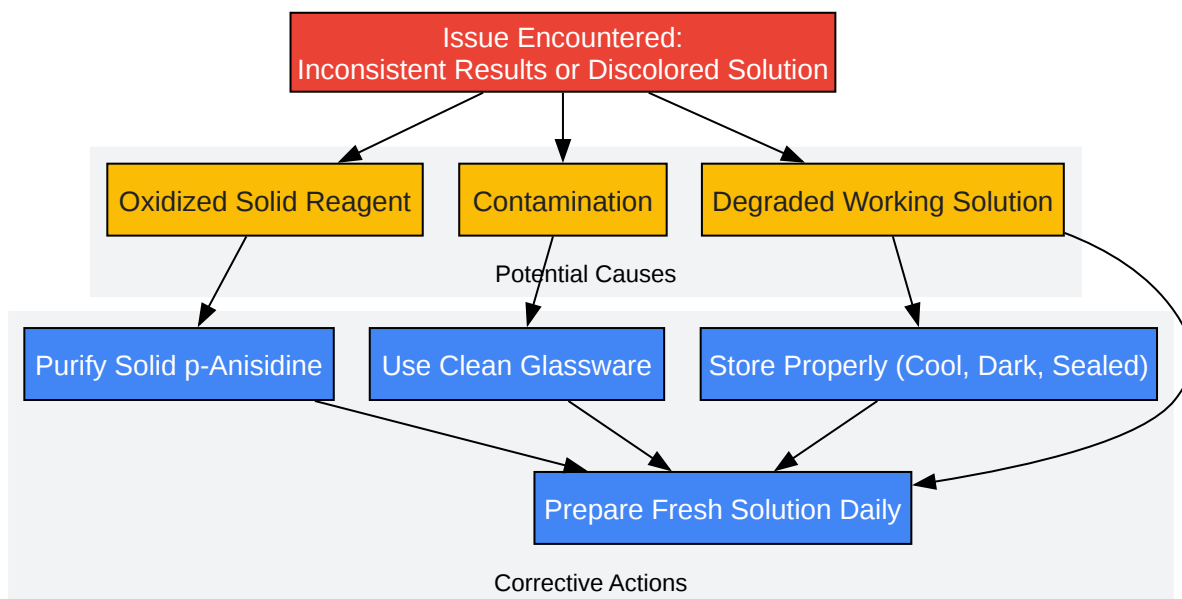 Issue Encountered:
Inconsistent Results or Discolored Solution
Oxidized Solid Reagent
Contamination
Degraded Working Solution
Potential Causes
Purify Solid p-Anisidine
Use Clean Glassware
Store Properly (Cool, Dark, Sealed)
Prepare Fresh Solution Daily
Corrective Actions